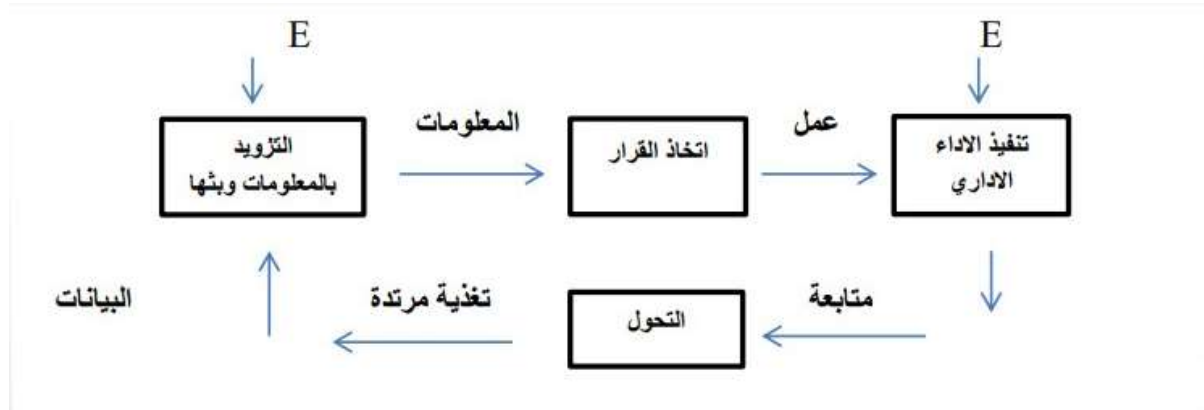 E
E
التزويد
بالمعلومات وبثها
المعلومات
اتخاذ القرار
عمل
تنفيذ الاداء
الاداري
متابعة
التحول
تغذية مرتدة
البيانات